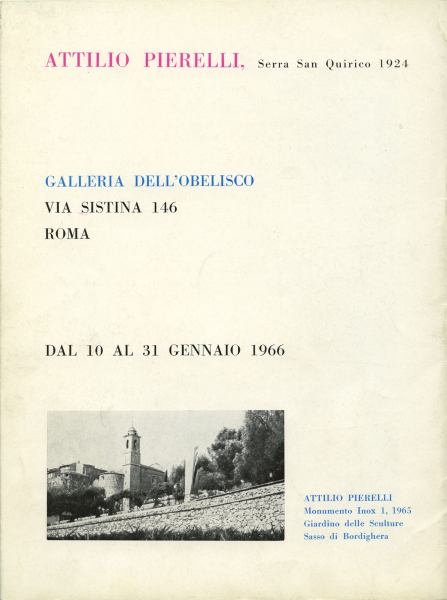 ATTILIO PIERELLI, Serra San Quirico 1924
GALLERIA DELL'OBELISCO
VIA SISTINA 146
ROMA
DAL 10 AL 31 GENNAIO 1966
ATTILIO PIERELLI
Monumento Inox 1, 1965
Giardino delle Sculture
Sasso di Bordighera